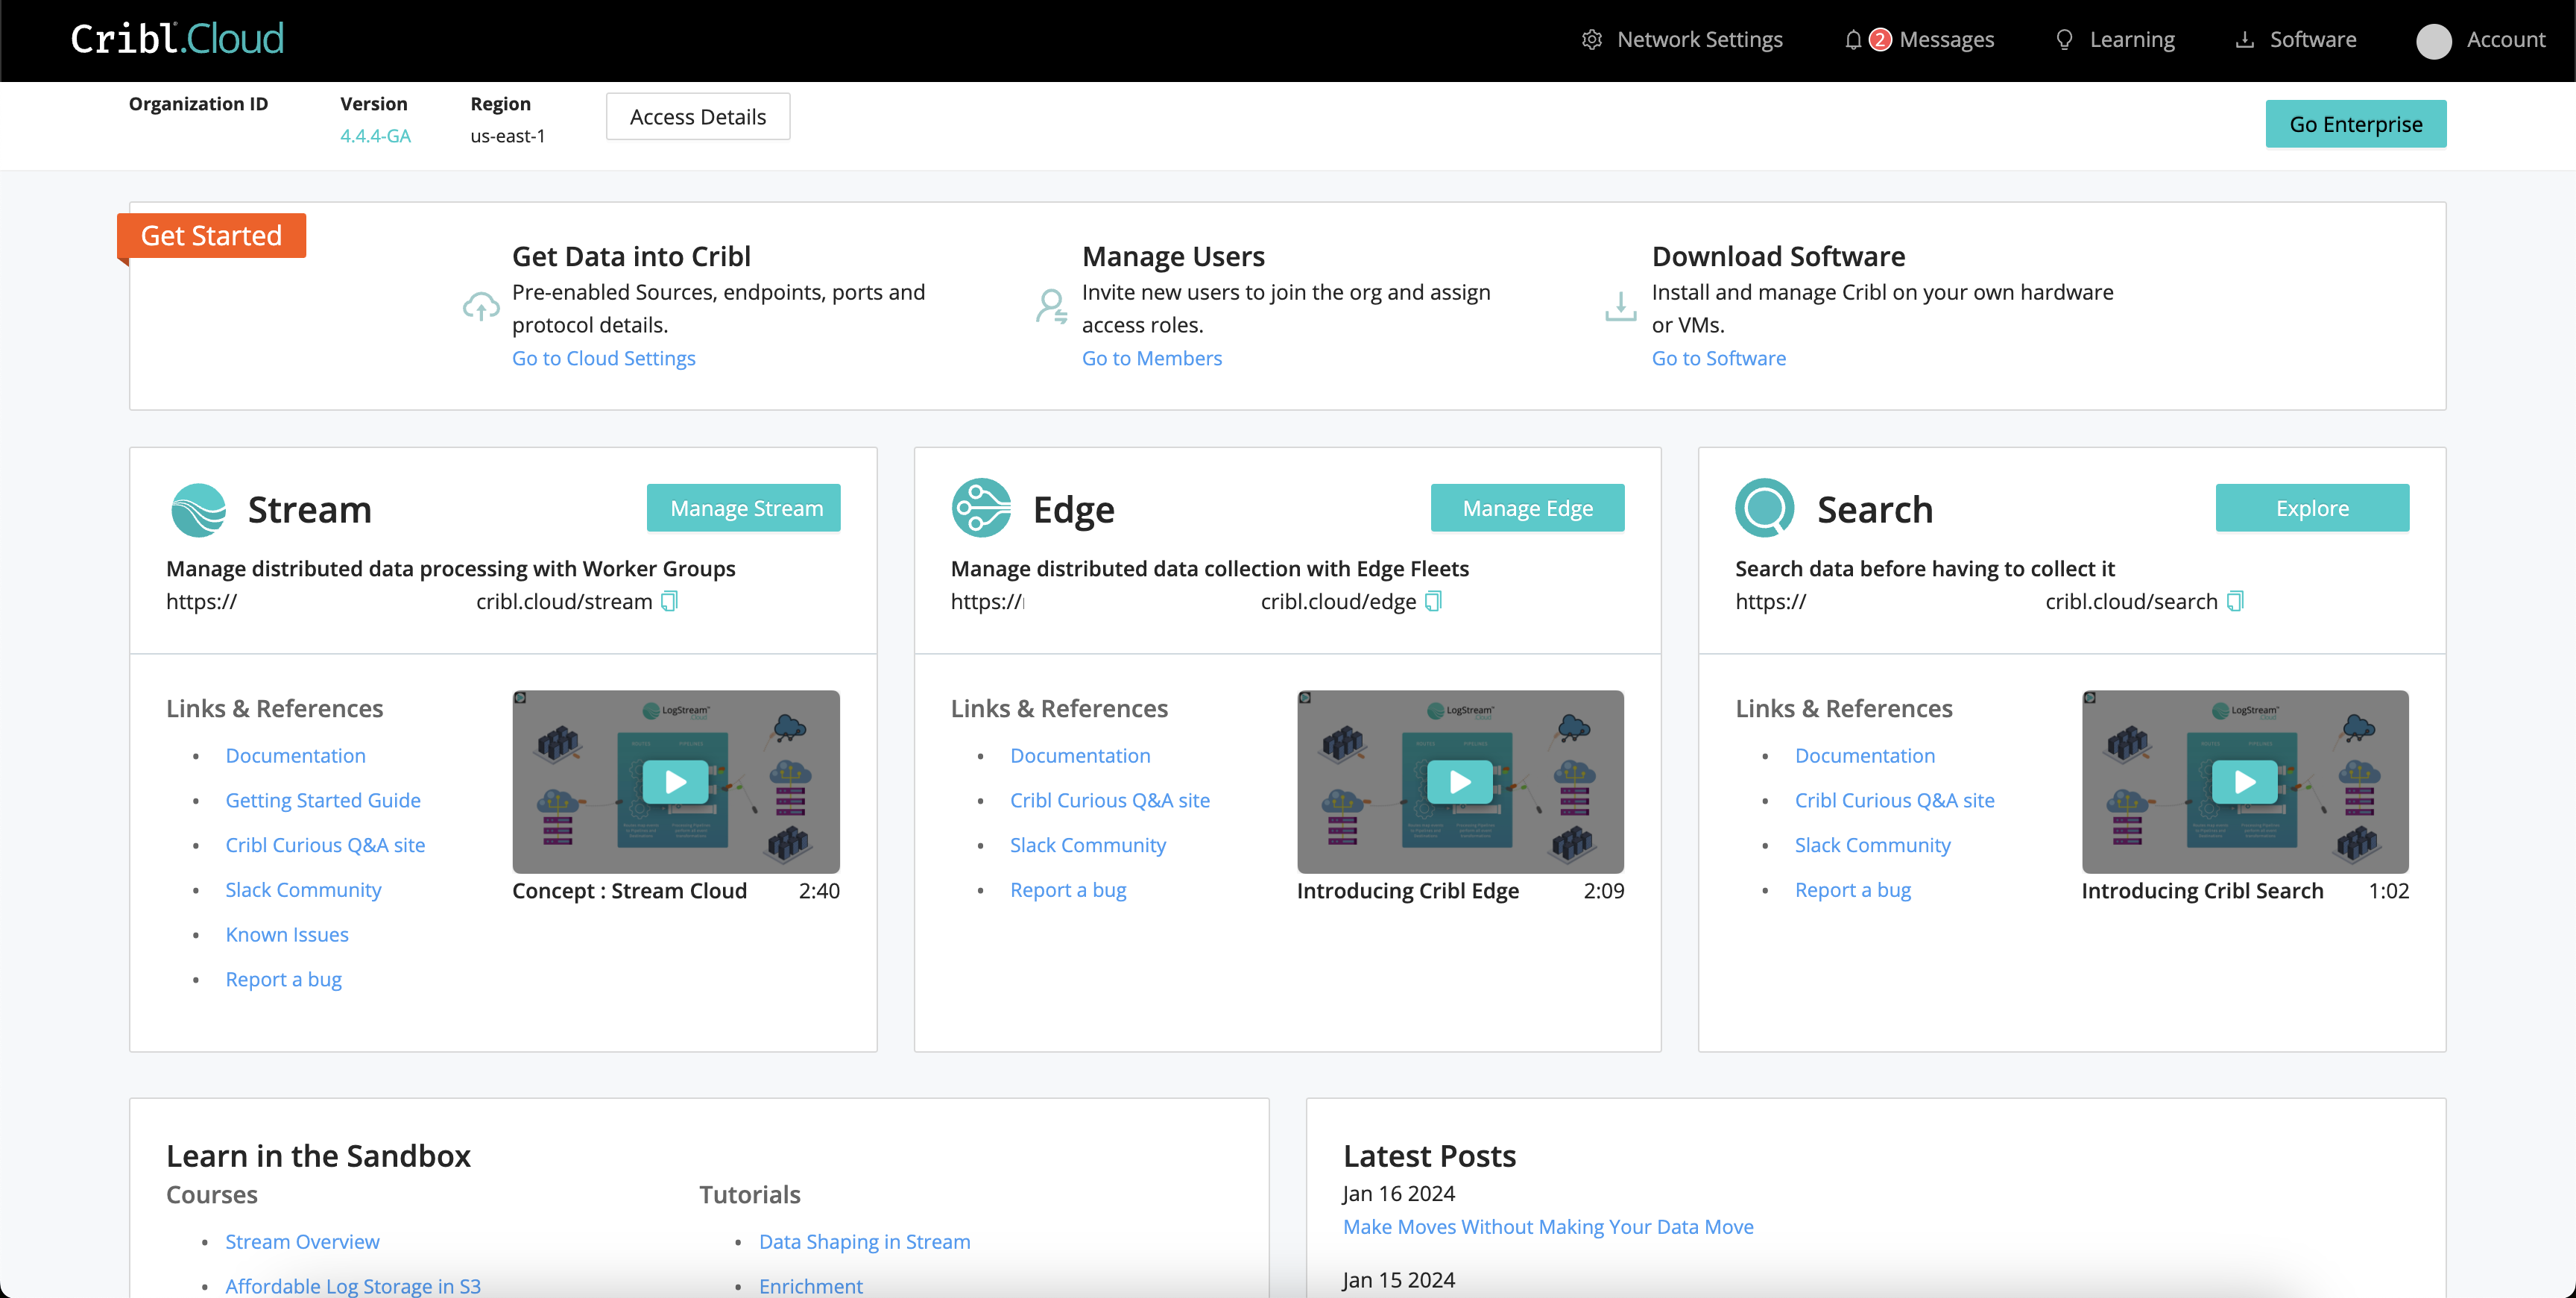 Cribl.Cloud
Network Settings
2 Messages
Learning
Software
Account
Organization ID
Version
4.4.4-GA
Region
us-east-1
Access Details
Go Enterprise
Get Started
Get Data into Cribl
Pre-enabled Sources, endpoints, ports and
protocol details.
Go to Cloud Settings
Manage Users
Invite new users to join the org and assign
access roles.
Go to Members
Download Software
Install and manage Cribl on your own hardware
or VMs.
Go to Software
Stream
Manage Stream
Manage distributed data processing with Worker Groups
https:// cribl.cloud/stream
Links & References
• Documentation
• Getting Started Guide
• Cribl Curious Q&A site
• Slack Community
• Known Issues
• Report a bug
LogStream™
Cloud
Concept : Stream Cloud 2:40
Edge
Manage Edge
Manage distributed data collection with Edge Fleets
https:// cribl.cloud/edge
Links & References
• Documentation
• Cribl Curious Q&A site
• Slack Community
• Report a bug
LogStream™
Cloud
Introducing Cribl Edge 2:09
Search
Explore
Search data before having to collect it
https:// cribl.cloud/search
Links & References
• Documentation
• Cribl Curious Q&A site
• Slack Community
• Report a bug
LogStream™
Cloud
Introducing Cribl Search 1:02
Learn in the Sandbox
Courses
• Stream Overview
• Affordable Log Storage in S3
Tutorials
• Data Shaping in Stream
• Enrichment
Latest Posts
Jan 16 2024
Make Moves Without Making Your Data Move
Jan 15 2024